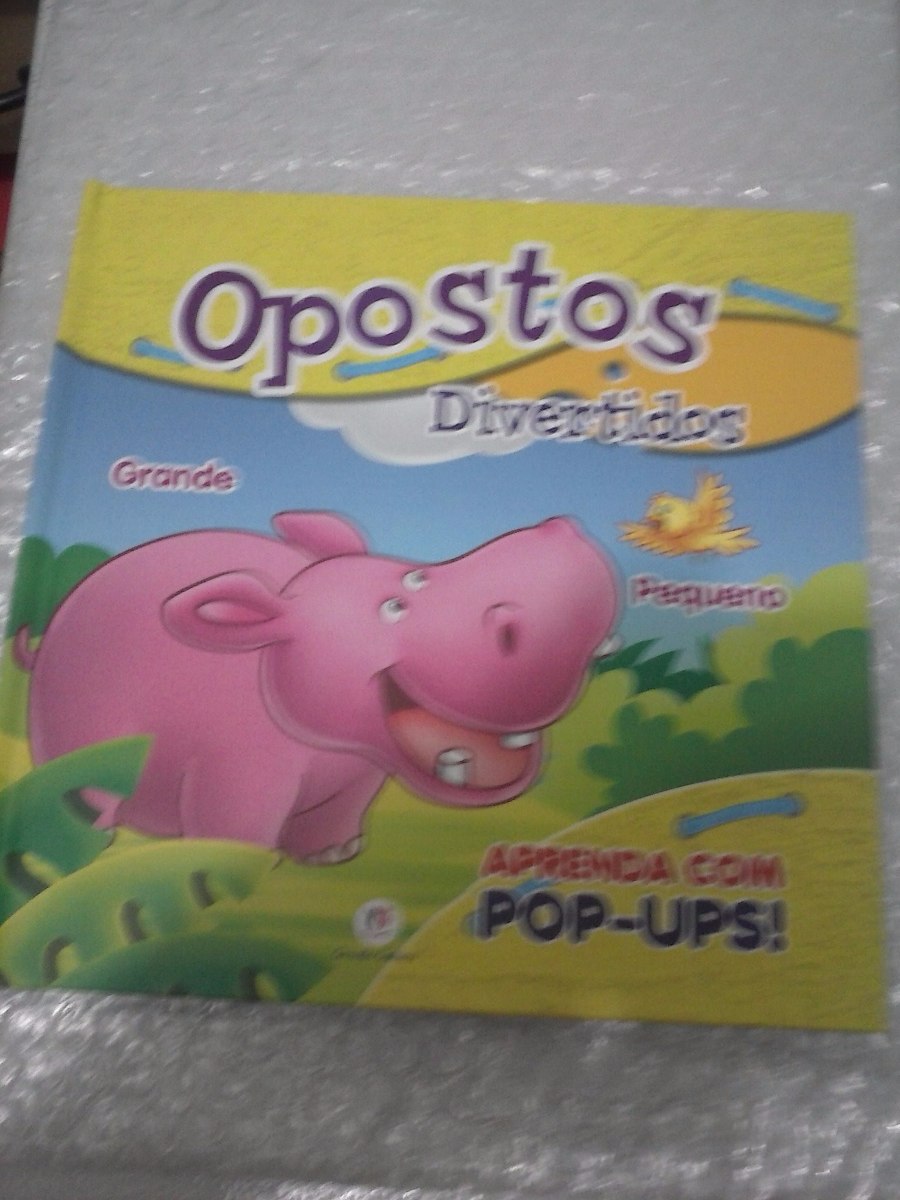 Opostos
Divertidos
Grande
Pequeno
APRENDA COM
POP-UPS!